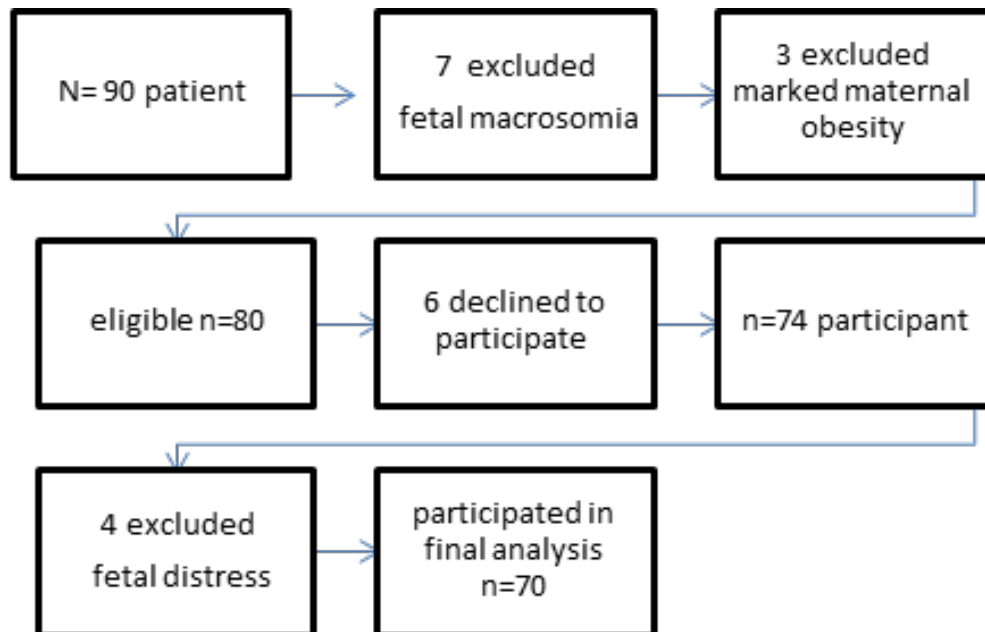 N= 90 patient
7 excluded
fetal macrosomia
3 excluded
marked maternal
obesity
eligible n=80
6 declined to
participate
n=74 participant
4 excluded
fetal distress
participated in
final analysis
n=70